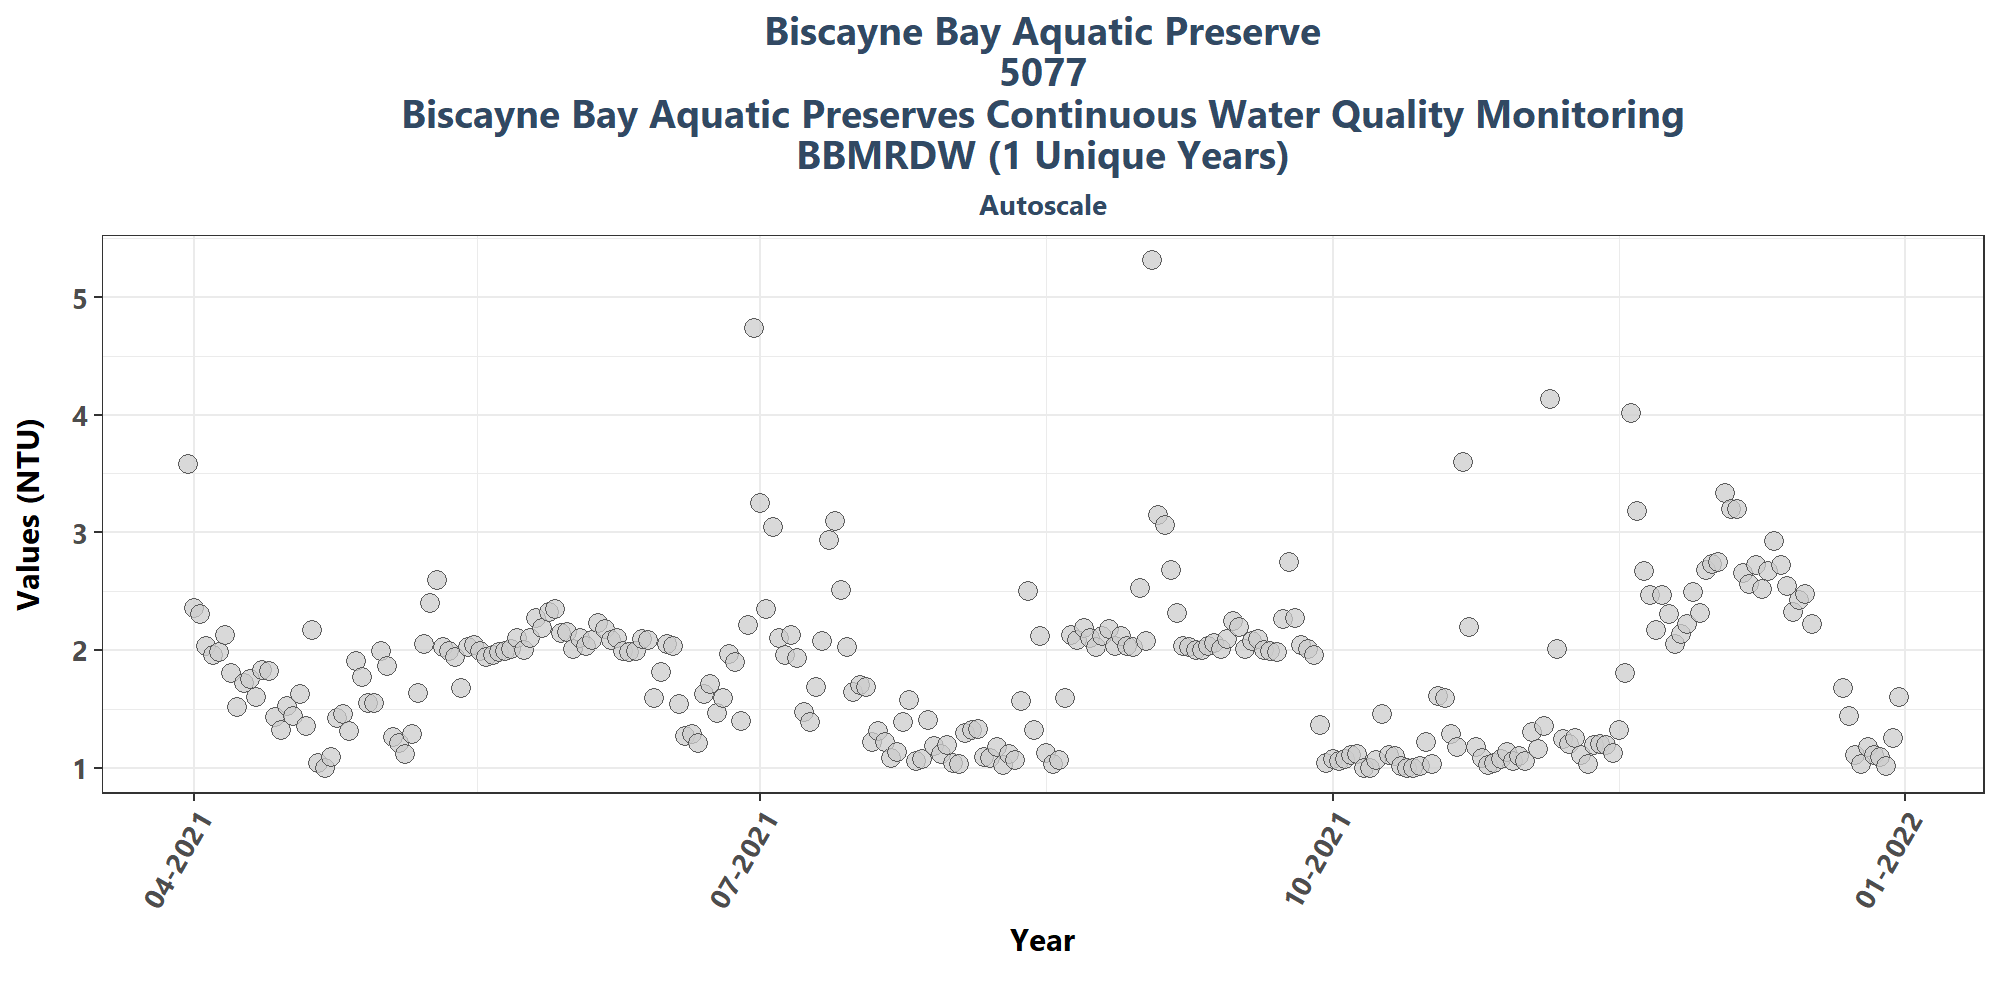 Biscayne Bay Aquatic Preserve
5077
Biscayne Bay Aquatic Preserves Continuous Water Quality Monitoring
BBMRDW (1 Unique Years)
Autoscale
Values (NTU)
5
4
3
2
1
04-2021
07-2021
10-2021
01-2022
Year